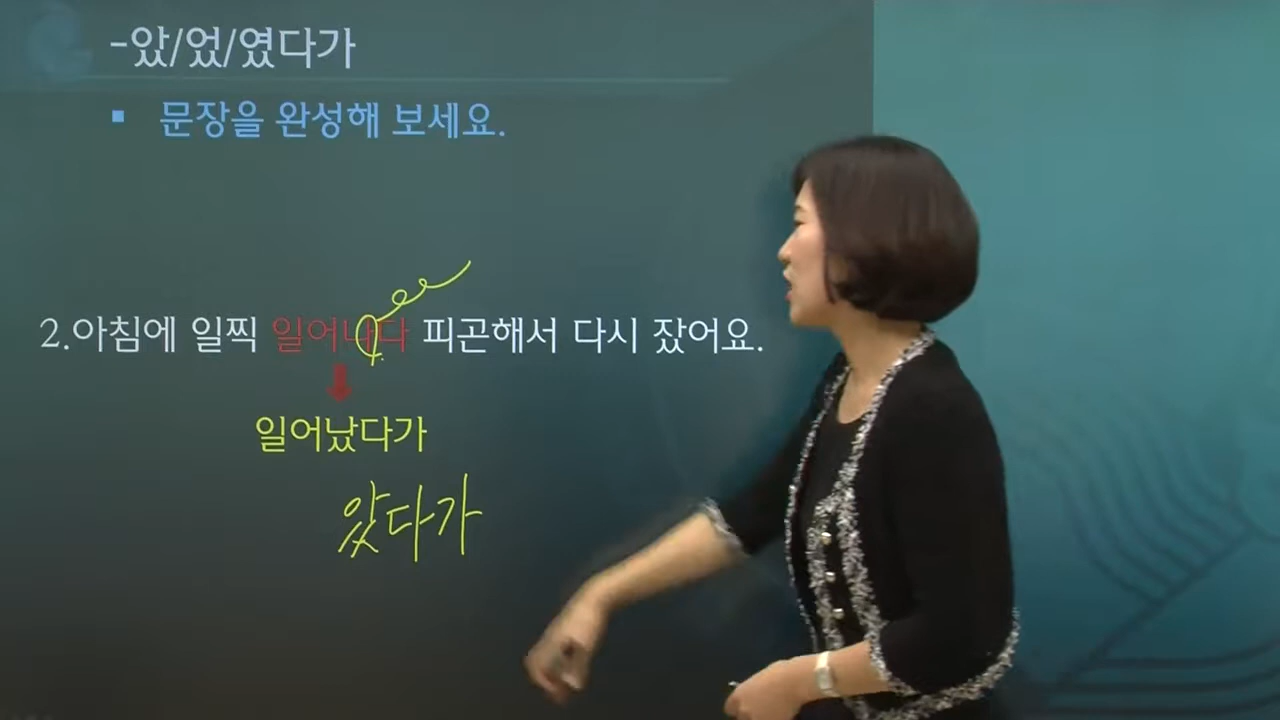 -았/었/였다가
▪ 문장을 완성해 보세요.
2.아침에 일찍 일어나다 피곤해서 다시 잤어요.
일어났다가
았다가